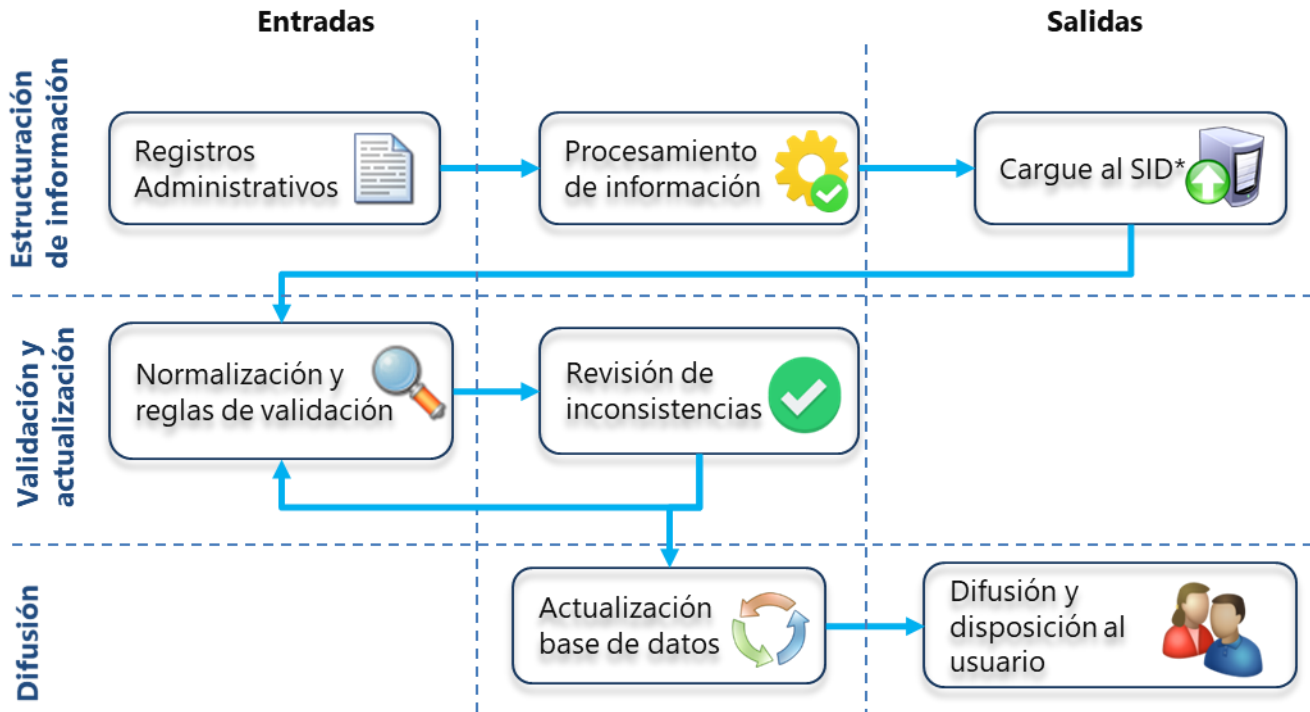 Entradas
Salidas
Estructuración
de información
Registros
Administrativos
Procesamiento
de información
Cargue al SID*
Validación y
actualización
Normalización y
reglas de validación
Revisión de
inconsistencias
Difusión
Actualización
base de datos
Difusión y
disposición al
usuario